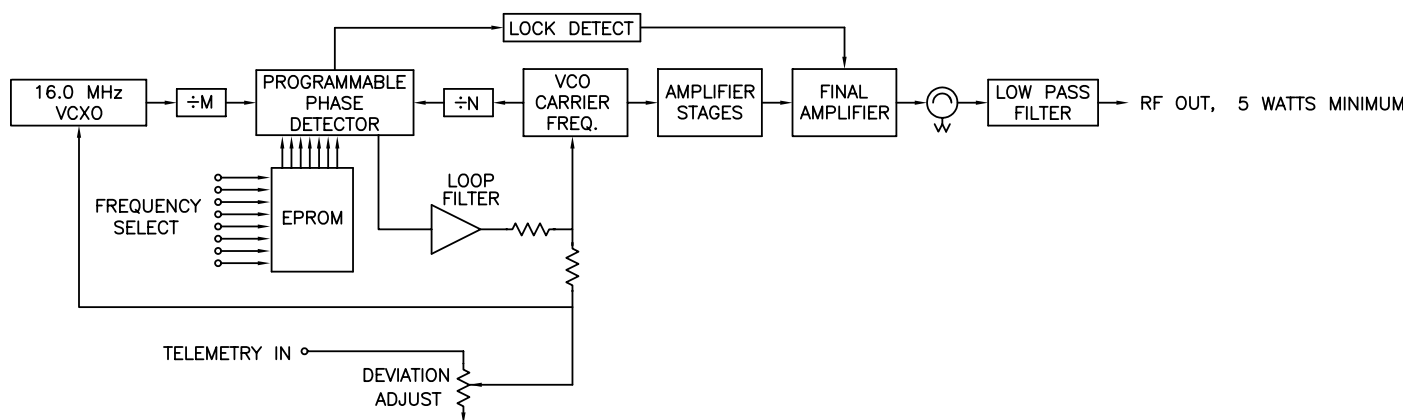 LOCK DETECT
16.0 MHz
VCXO
÷M
PROGRAMMABLE
PHASE
DETECTOR
÷N
VCO
CARRIER
FREQ.
AMPLIFIER
STAGES
FINAL
AMPLIFIER
LOW PASS
FILTER
RF OUT, 5 WATTS MINIMUM
FREQUENCY
SELECT
EPROM
LOOP
FILTER
TELEMETRY IN
DEVIATION
ADJUST